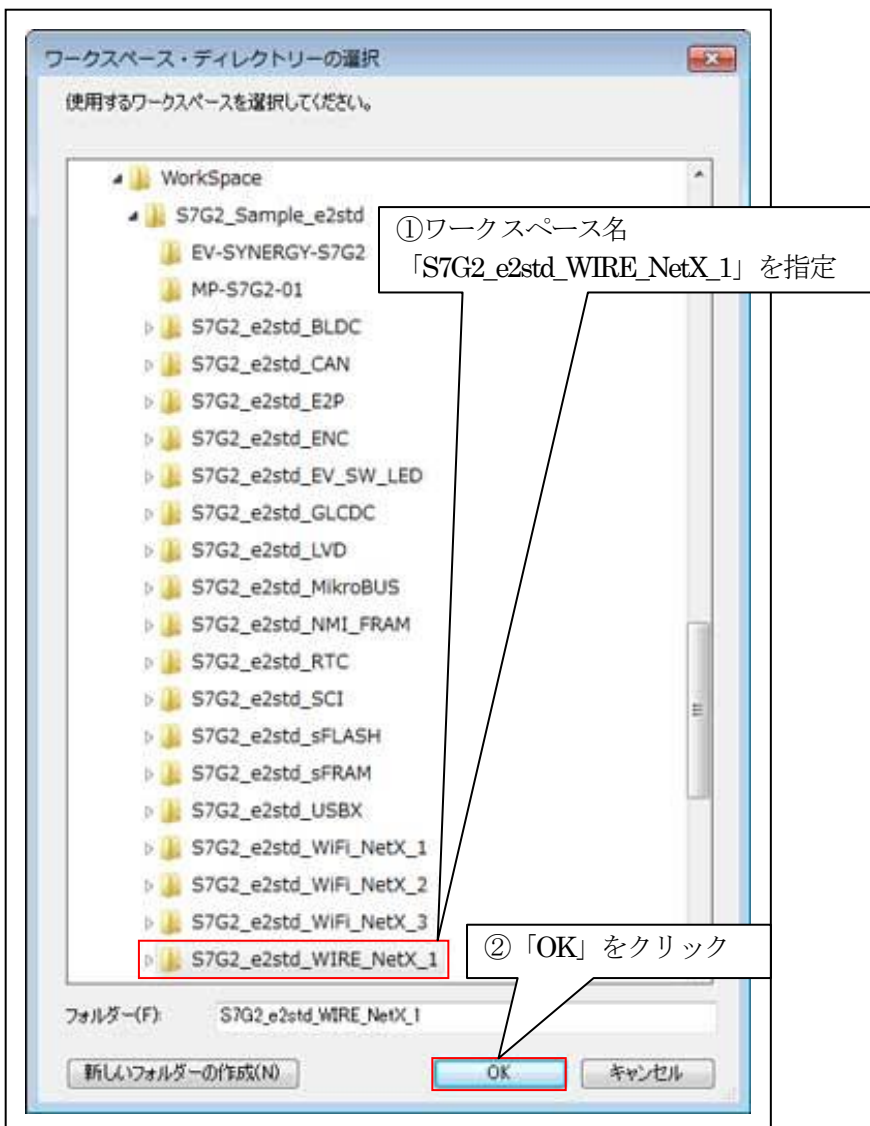 ワークスペース・ディレクトリーの選択
使用するワークスペースを選択してください。
WorkSpace
S7G2_Sample_e2std
①ワークスペース名
「S7G2_e2std_WIRE_NetX_1」を指定
EV-SYNERGY-S7G2
MP-S7G2-01
S7G2_e2std_BLDC
S7G2_e2std_CAN
S7G2_e2std_E2P
S7G2_e2std_ENC
S7G2_e2std_EV_SW_LED
S7G2_e2std_GLCDC
S7G2_e2std_LVD
S7G2_e2std_MikroBUS
S7G2_e2std_NMI_FRAM
S7G2_e2std_RTC
S7G2_e2std_SCI
S7G2_e2std_sFLASH
S7G2_e2std_sFRAM
S7G2_e2std_USBX
S7G2_e2std_WiFi_NetX_1
S7G2_e2std_WiFi_NetX_2
S7G2_e2std_WiFi_NetX_3
②「OK」をクリック
S7G2_e2std_WIRE_NetX_1
フォルダー(F): S7G2_e2std_WIRE_NetX_1
新しいフォルダーの作成(N) OK キャンセル